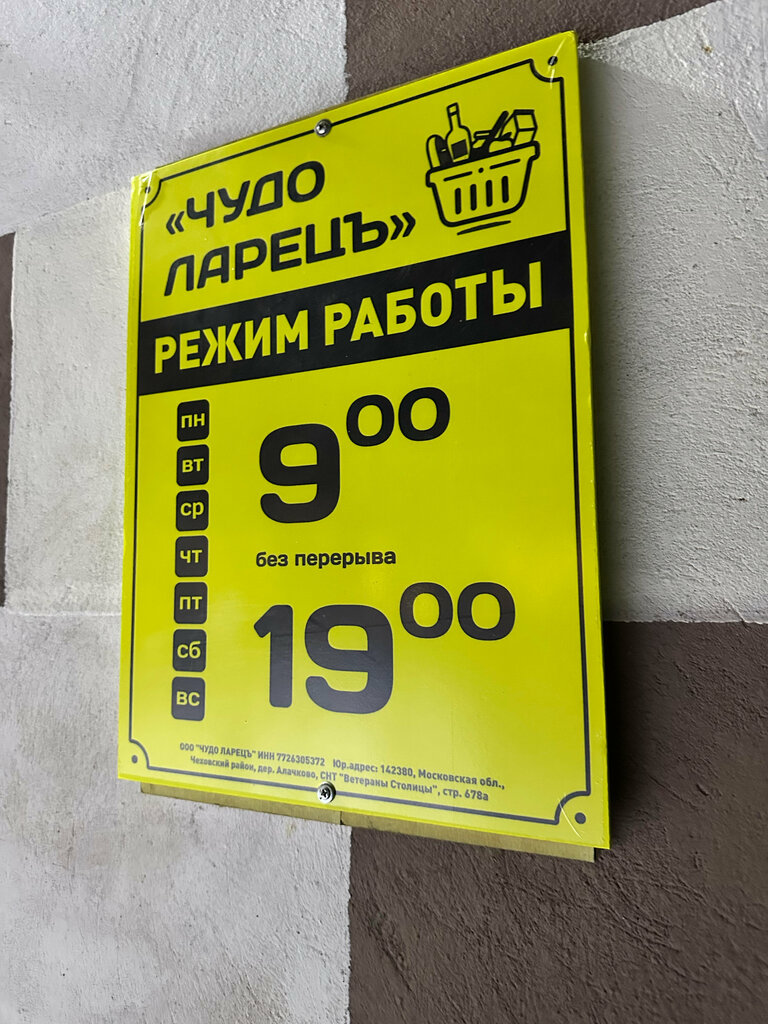 «ЧУДО
ЛАРЕЦЪ»
РЕЖИМ РАБОТЫ
пн
вт
ср
чт
пт
сб
вс
9⁰⁰
без перерыва
19⁰⁰
ООО "ЧУДО ЛАРЕЦЪ" ИНН 7726305372 Юр.адрес: 142380, Московская обл.,
Чеховский район, дер. Алачково, СНТ "Ветераны Столицы", стр. 678а